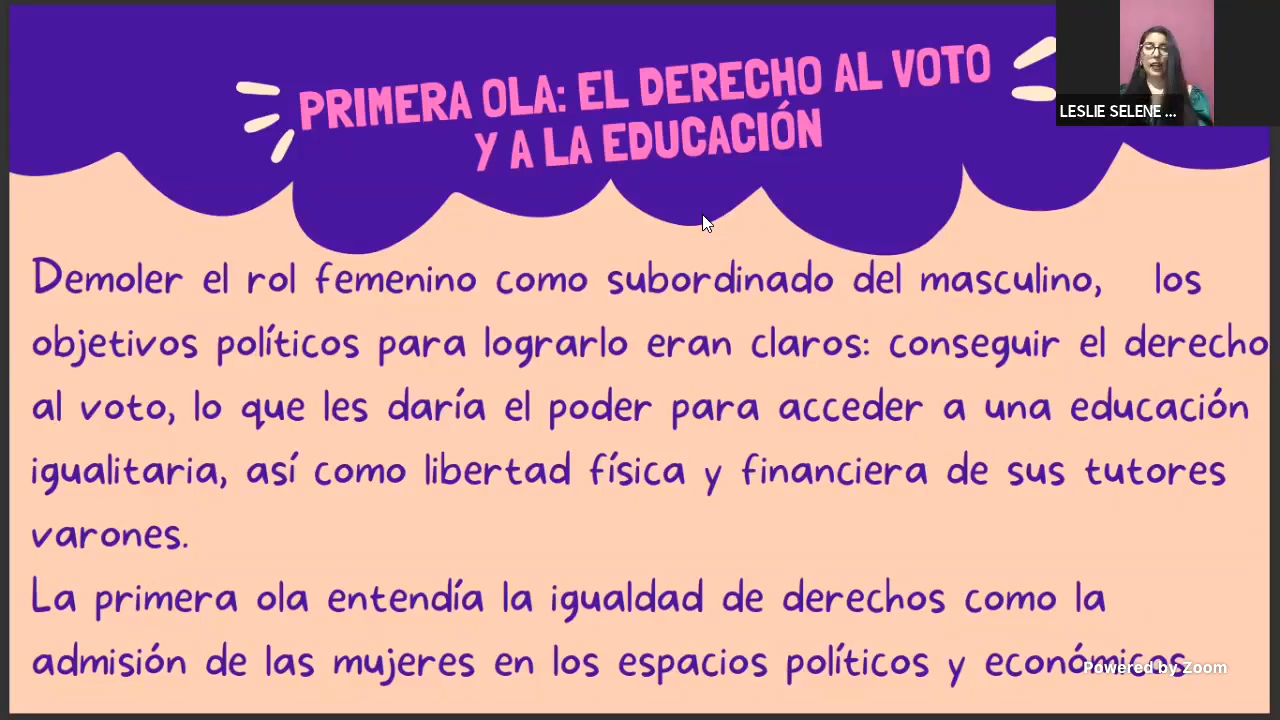 PRIMERA OLA: EL DERECHO AL VOTO
Y A LA EDUCACIÓN
LESLIE SELENE ...
Demoler el rol femenino como subordinado del masculino, los
objetivos políticos para lograrlo eran claros: conseguir el derecho
al voto, lo que les daría el poder para acceder a una educación
igualitaria, así como libertad física y financiera de sus tutores
varones.
La primera ola entendía la igualdad de derechos como la
admisión de las mujeres en los espacios políticos y económicos
Powered by Zoom